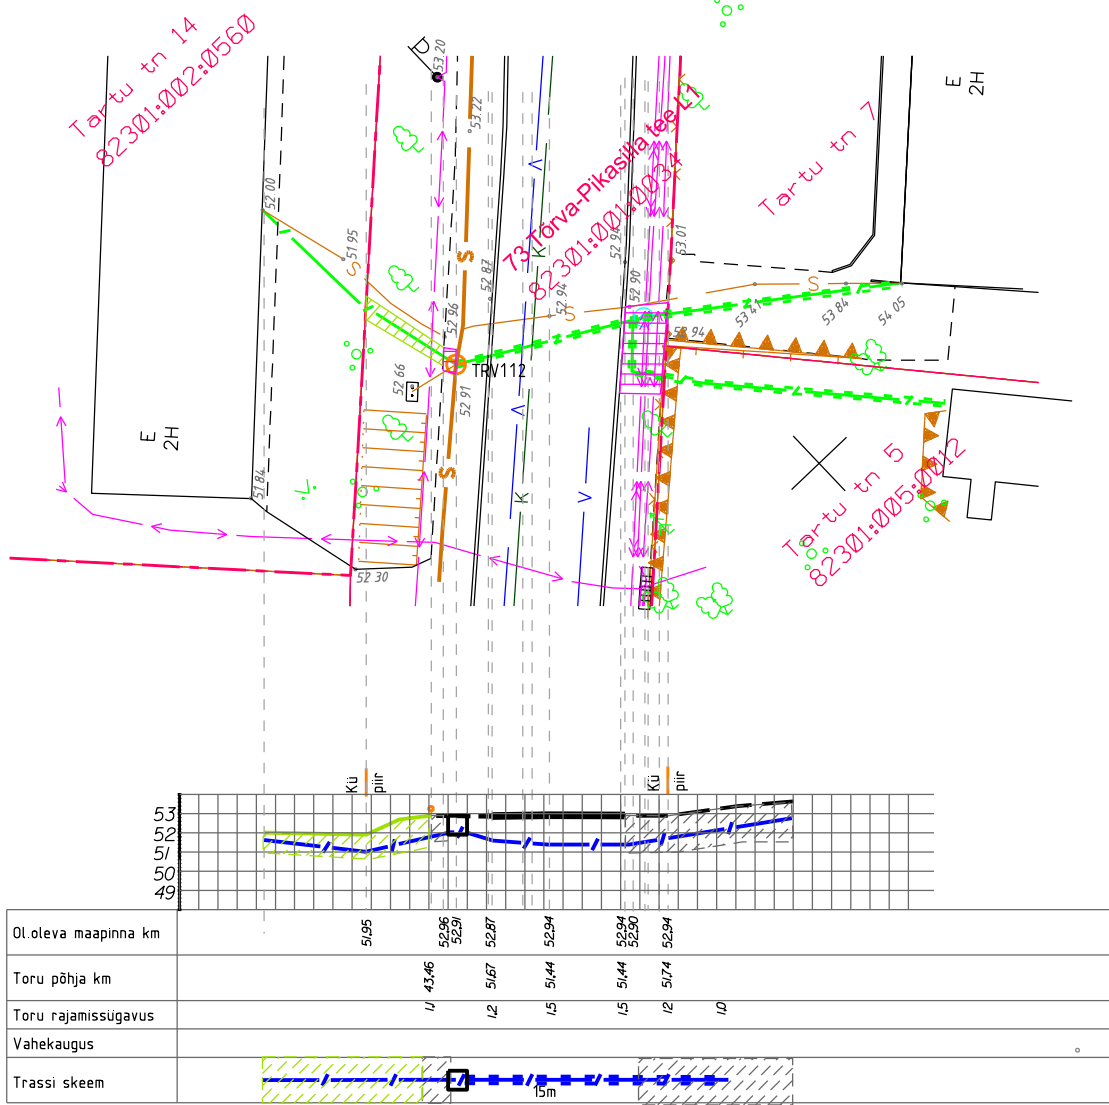 Tartu tn 14
82301:002:0560
D
53.20
53.22
E
2H
Tartu tn 7
73 Tõrva-Pikasilla tee L1
82301:001:0034
52 00
51 95
S
S
52.87
V
K
52.94
53.01
52 90
52 94
S
S
53 41
53 84
54 05
52 94
52 96
TRV112
52 66
52 91
V
E
2H
S
K
V
51 84
Tartu tn 5
82301:005:0012
52 30
Kü piir
Kü piir
53
52
51
50
49
Ol.oleva maapinna km 51,95 52,96 52,91 52,87 52,94 52,94 52,90 52,94
Toru põhja km 43,46 51,67 51,44 51,44 51,74
Toru rajamissügavus 1,1 1,2 1,5 1,5 1,2 1,0
Vahekaugus
Trassi skeem
15m